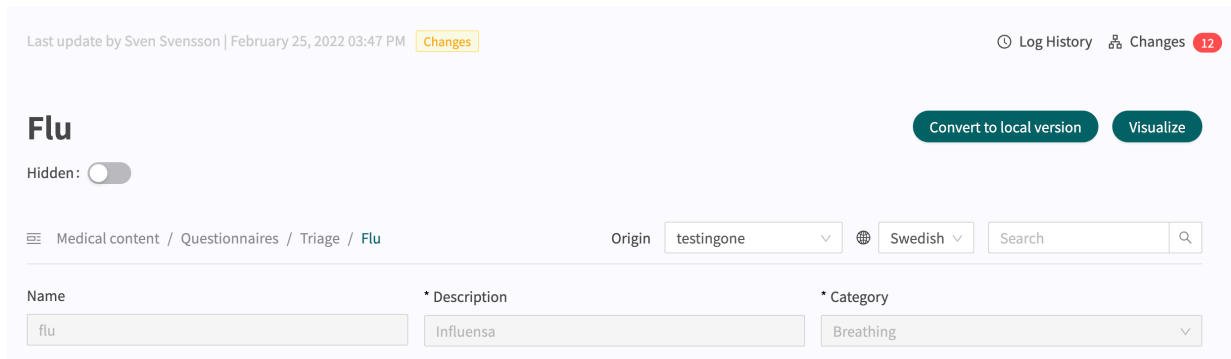 Last update by Sven Svensson | February 25, 2022 03:47 PM Changes Log History Changes 12
Flu Convert to local version Visualize
Hidden:
Medical content / Questionnaires / Triage / Flu Origin testingone Swedish Search
Name * Description * Category
flu Influensa Breathing